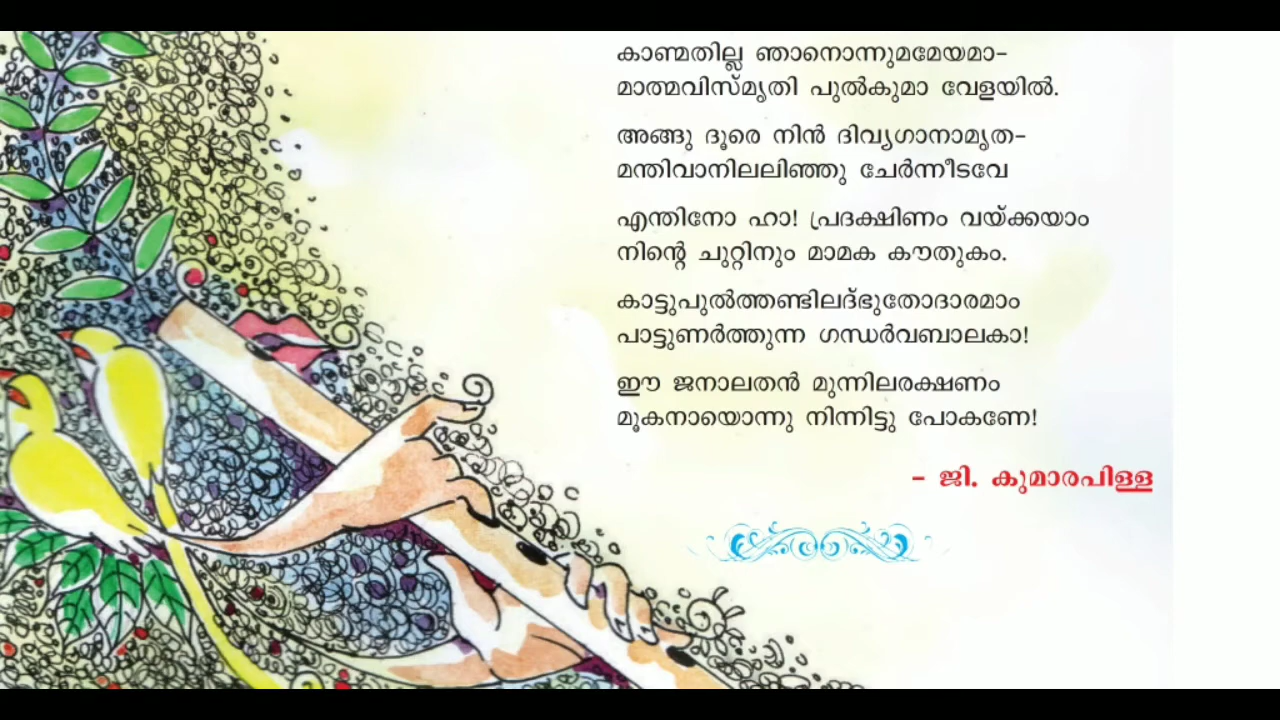 കാണ്മതില്ല ഞാനൊന്നുമമേയമാ-
മാത്മവിസ്മൃതി പുൽകുമാ വേളയിൽ.
അങ്ങു ദൂരെ നിൻ ദിവ്യഗാനാമൃത-
മന്തിവാനിലലിഞ്ഞു ചേർന്നീടവേ
എന്തിനോ ഹാ! പ്രദക്ഷിണം വയ്ക്കയാം
നിന്റെ ചുറ്റിനും മാമക കൗതുകം.
കാട്ടുപുൽത്തണ്ടിലദ്ഭുതോദാരമാം
പാട്ടുണർത്തുന്ന ഗന്ധർവബാലകാ!
ഈ ജനാലതൻ മുന്നിലരക്ഷണം
മൂകനായൊന്നു നിന്നിട്ടു പോകണേ!
- ജി. കുമാരപിള്ള